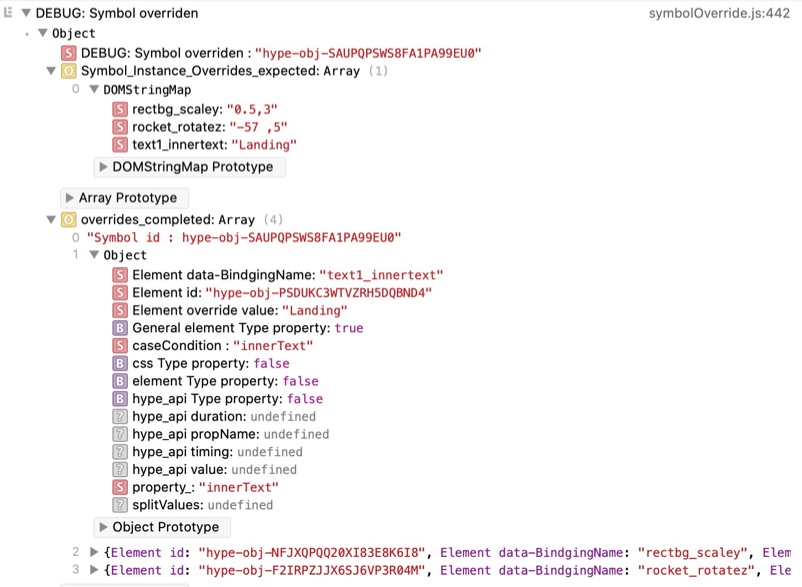 DEBUG: Symbol overriden symbolOverride.js:442
Object
S DEBUG: Symbol overriden : "hype-obj-SAUPQPSWS8FA1PA99EU0"
O Symbol_Instance_Overrides_expected: Array (1)
0 DOMStringMap
S rectbg_scaley: "0.5,3"
S rocket_rotatez: "-57 ,5"
S text1_innertext: "Landing"
DOMStringMap Prototype
Array Prototype
O overrides_completed: Array (4)
0 "Symbol id : hype-obj-SAUPQPSWS8FA1PA99EU0"
1 Object
S Element data-BindgingName: "text1_innertext"
S Element id: "hype-obj-PSDUKC3WTVZRH5DQBND4"
S Element override value: "Landing"
B General element Type property: true
S caseCondition : "innerText"
B css Type property: false
B element Type property: false
B hype_api Type property: false
? hype_api duration: undefined
? hype_api propName: undefined
? hype_api timing: undefined
? hype_api value: undefined
S property_: "innerText"
? splitValues: undefined
Object Prototype
2 {Element id: "hype-obj-NFJXQPQQ20XI83E8K6I8", Element data-BindgingName: "rectbg_scaley", Elem
3 {Element id: "hype-obj-F2IRPZJJX6SJ6VP3R04M", Element data-BindgingName: "rocket_rotatez", Ele